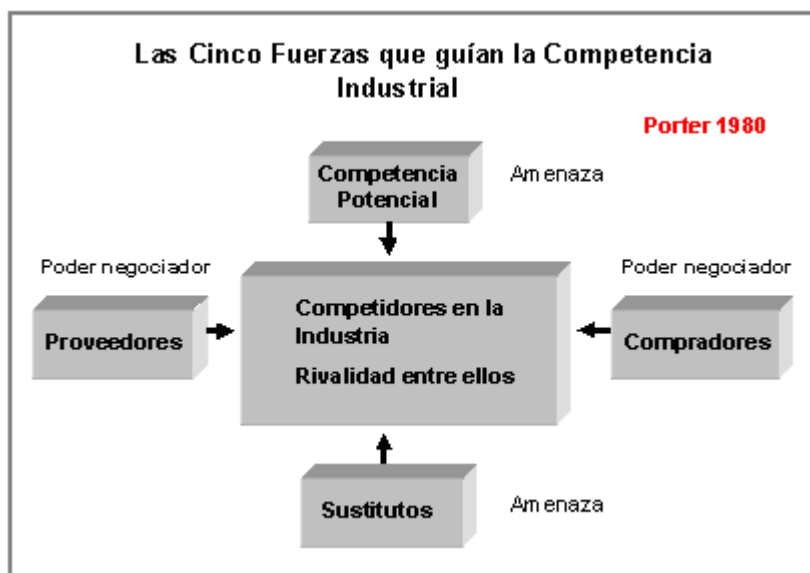 Las Cinco Fuerzas que guían la Competencia
Industrial
Porter 1980
Competencia
Potencial
Amenaza
Poder negociador
Poder negociador
Proveedores
Competidores en la
Industria
Rivalidad entre ellos
Compradores
Sustitutos
Amenaza